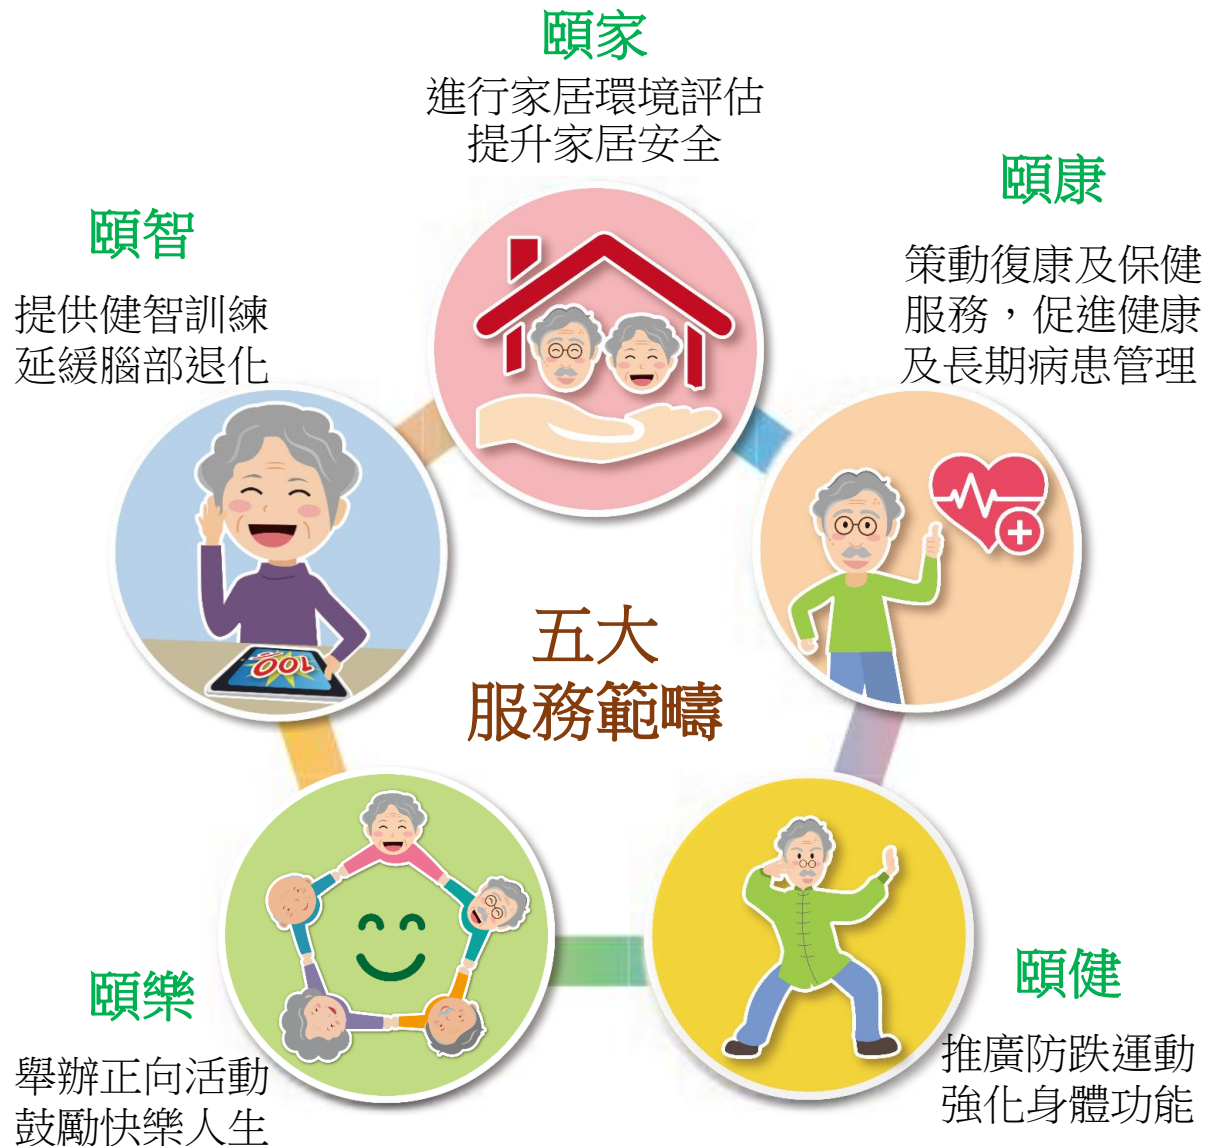 頤家
進行家居環境評估
提升家居安全
頤康
策動復康及保健
服務，促進健康
及長期病患管理
頤智
提供健智訓練
延緩腦部退化
100
五大
服務範疇
頤樂
舉辦正向活動
鼓勵快樂人生
頤健
推廣防跌運動
強化身體功能